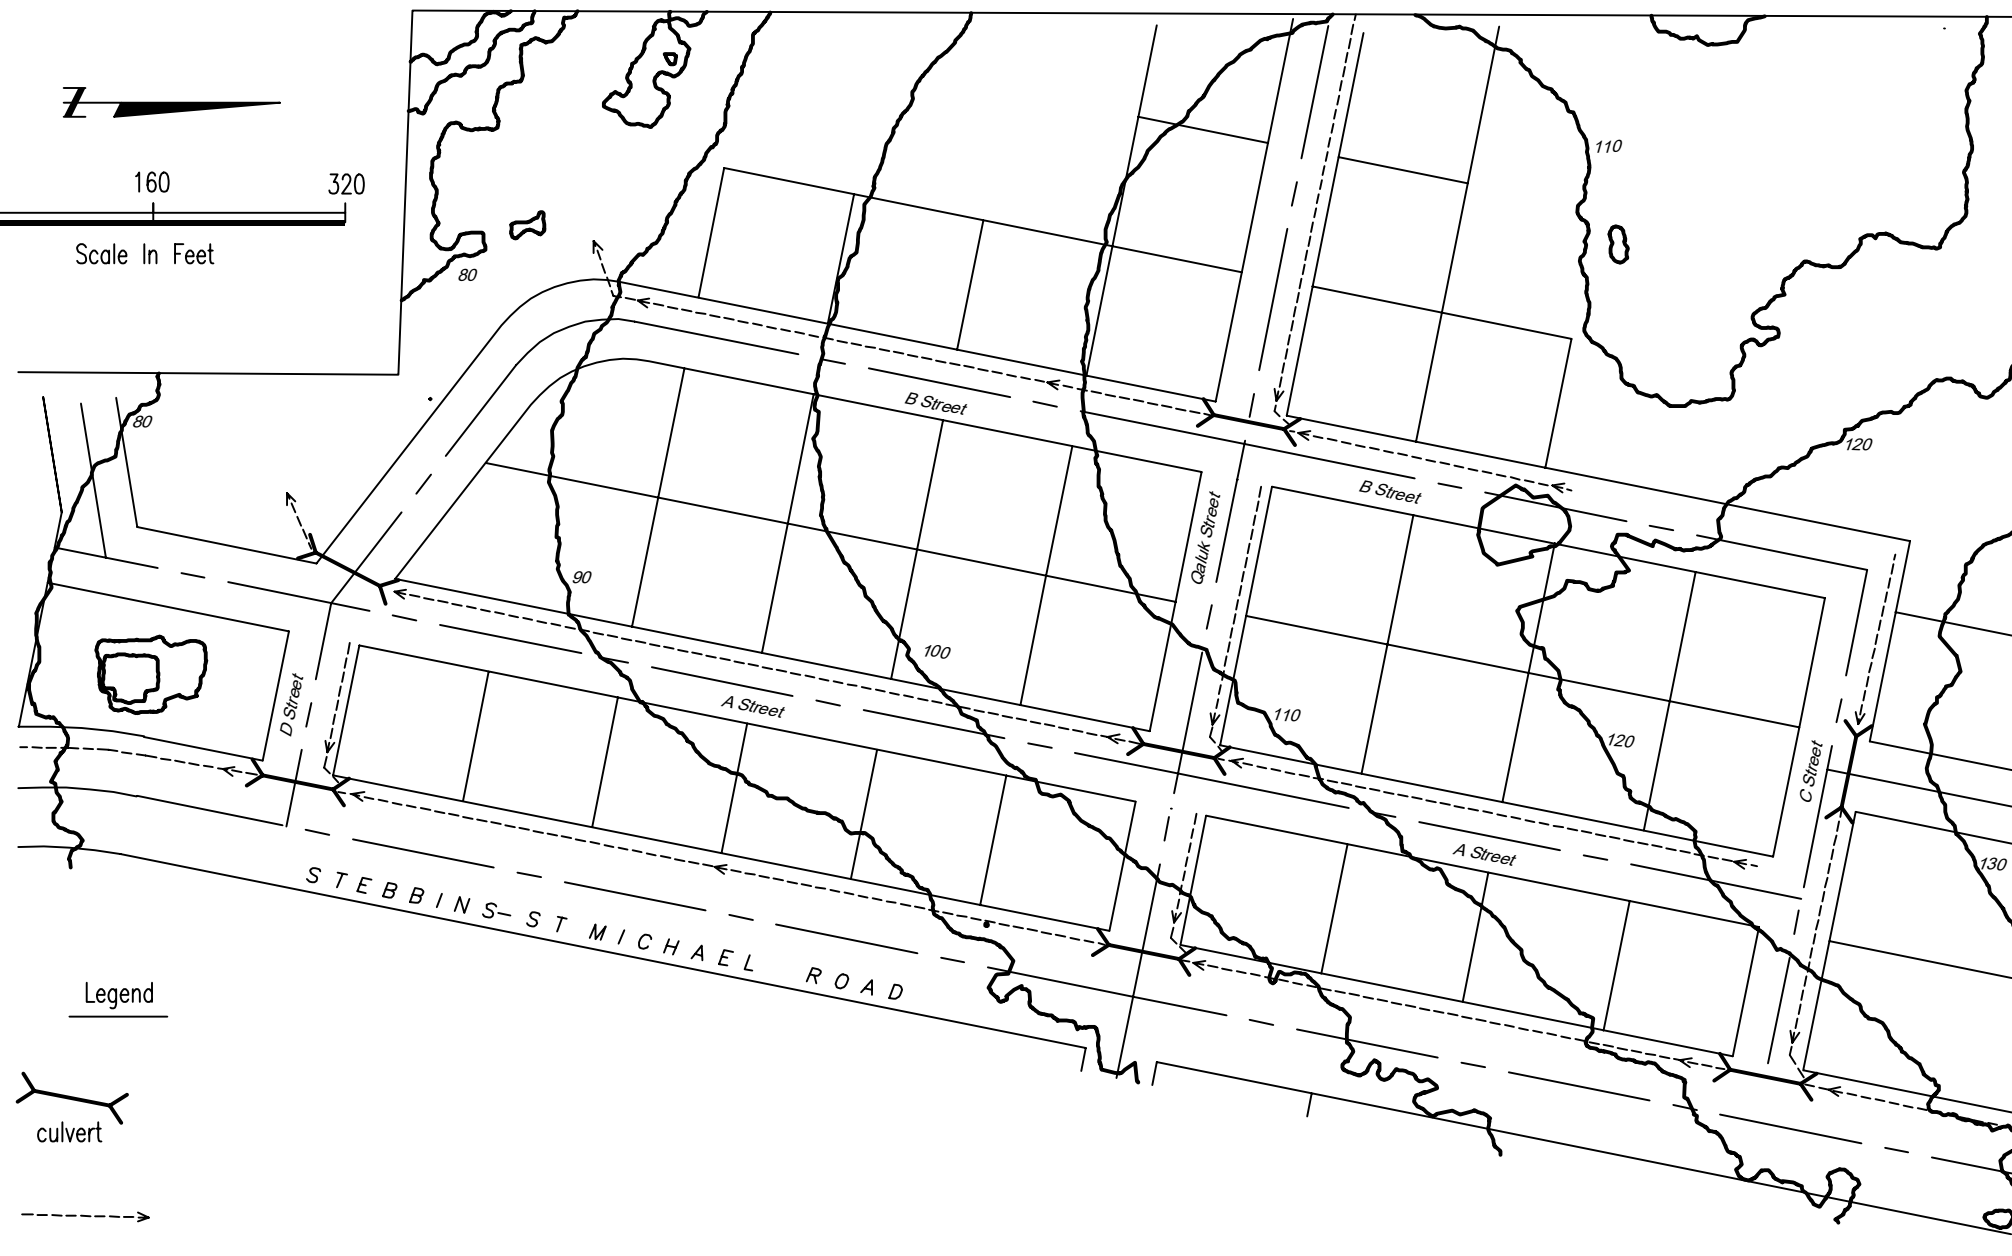 Z
160
320
Scale In Feet
110
80
80
B Street
120
B Street
Qaluk Street
90
100
A Street
110
120
D Street
C Street
A Street
130
STEBBINS–ST MICHAEL ROAD
Legend
culvert